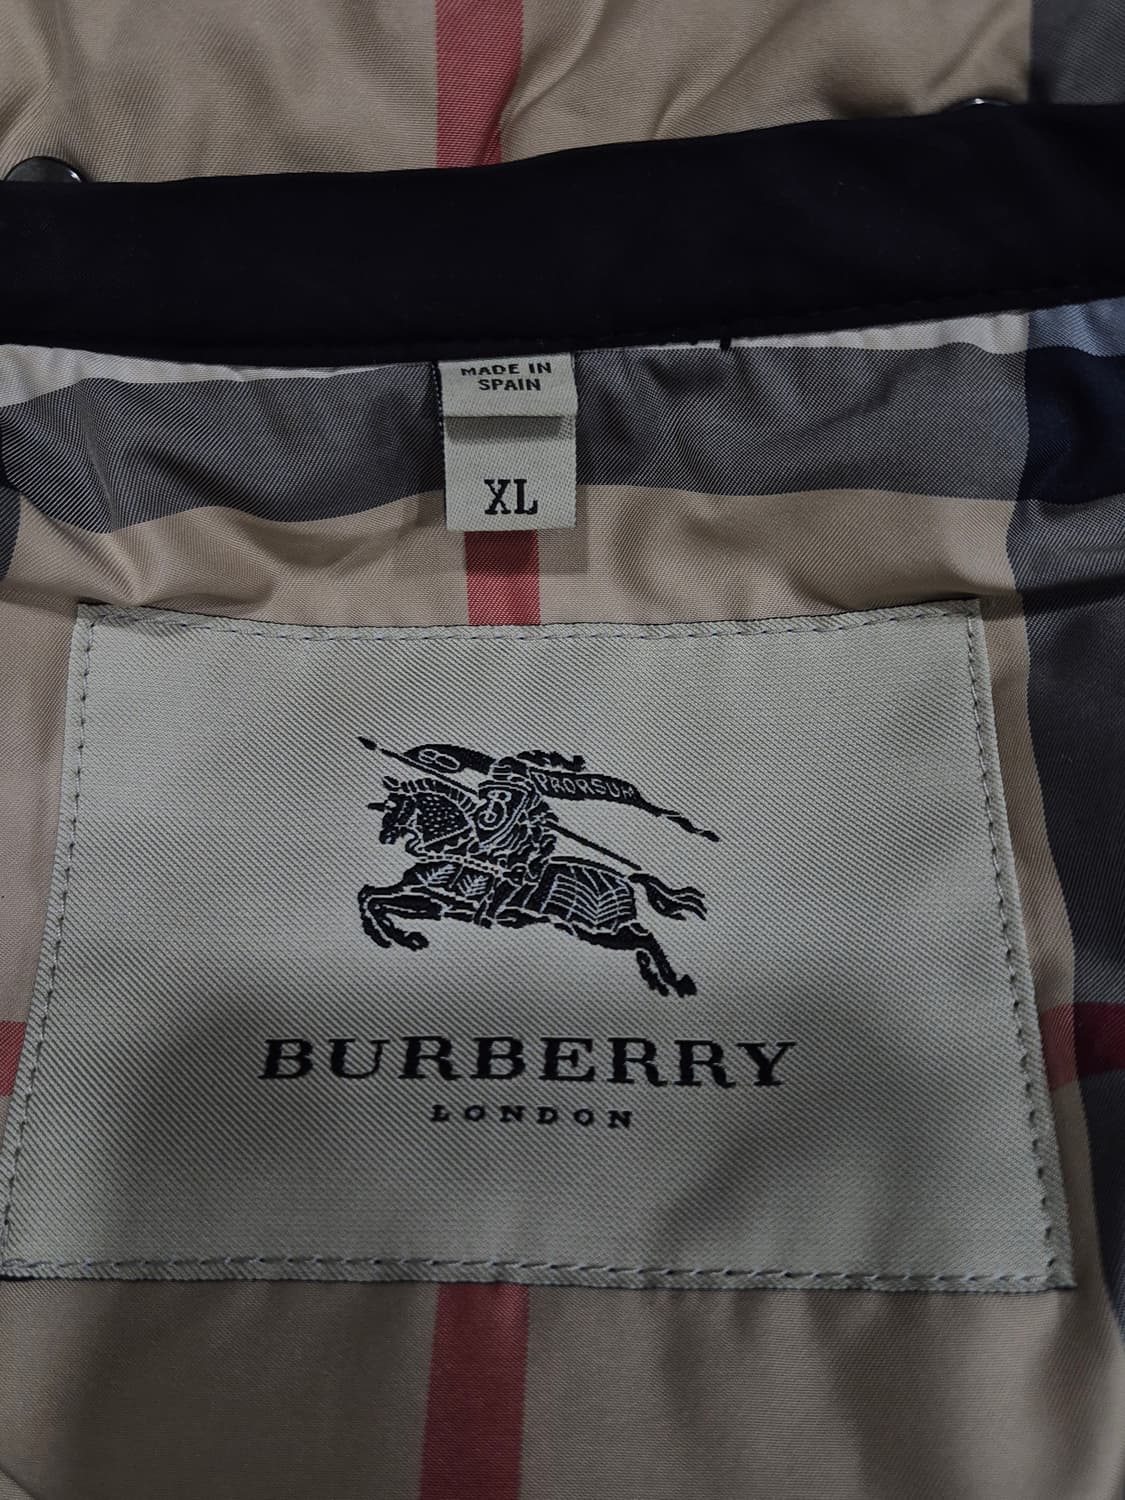 MADE IN
SPAIN
XL
PRORSUM
B
BURBERRY
LONDON